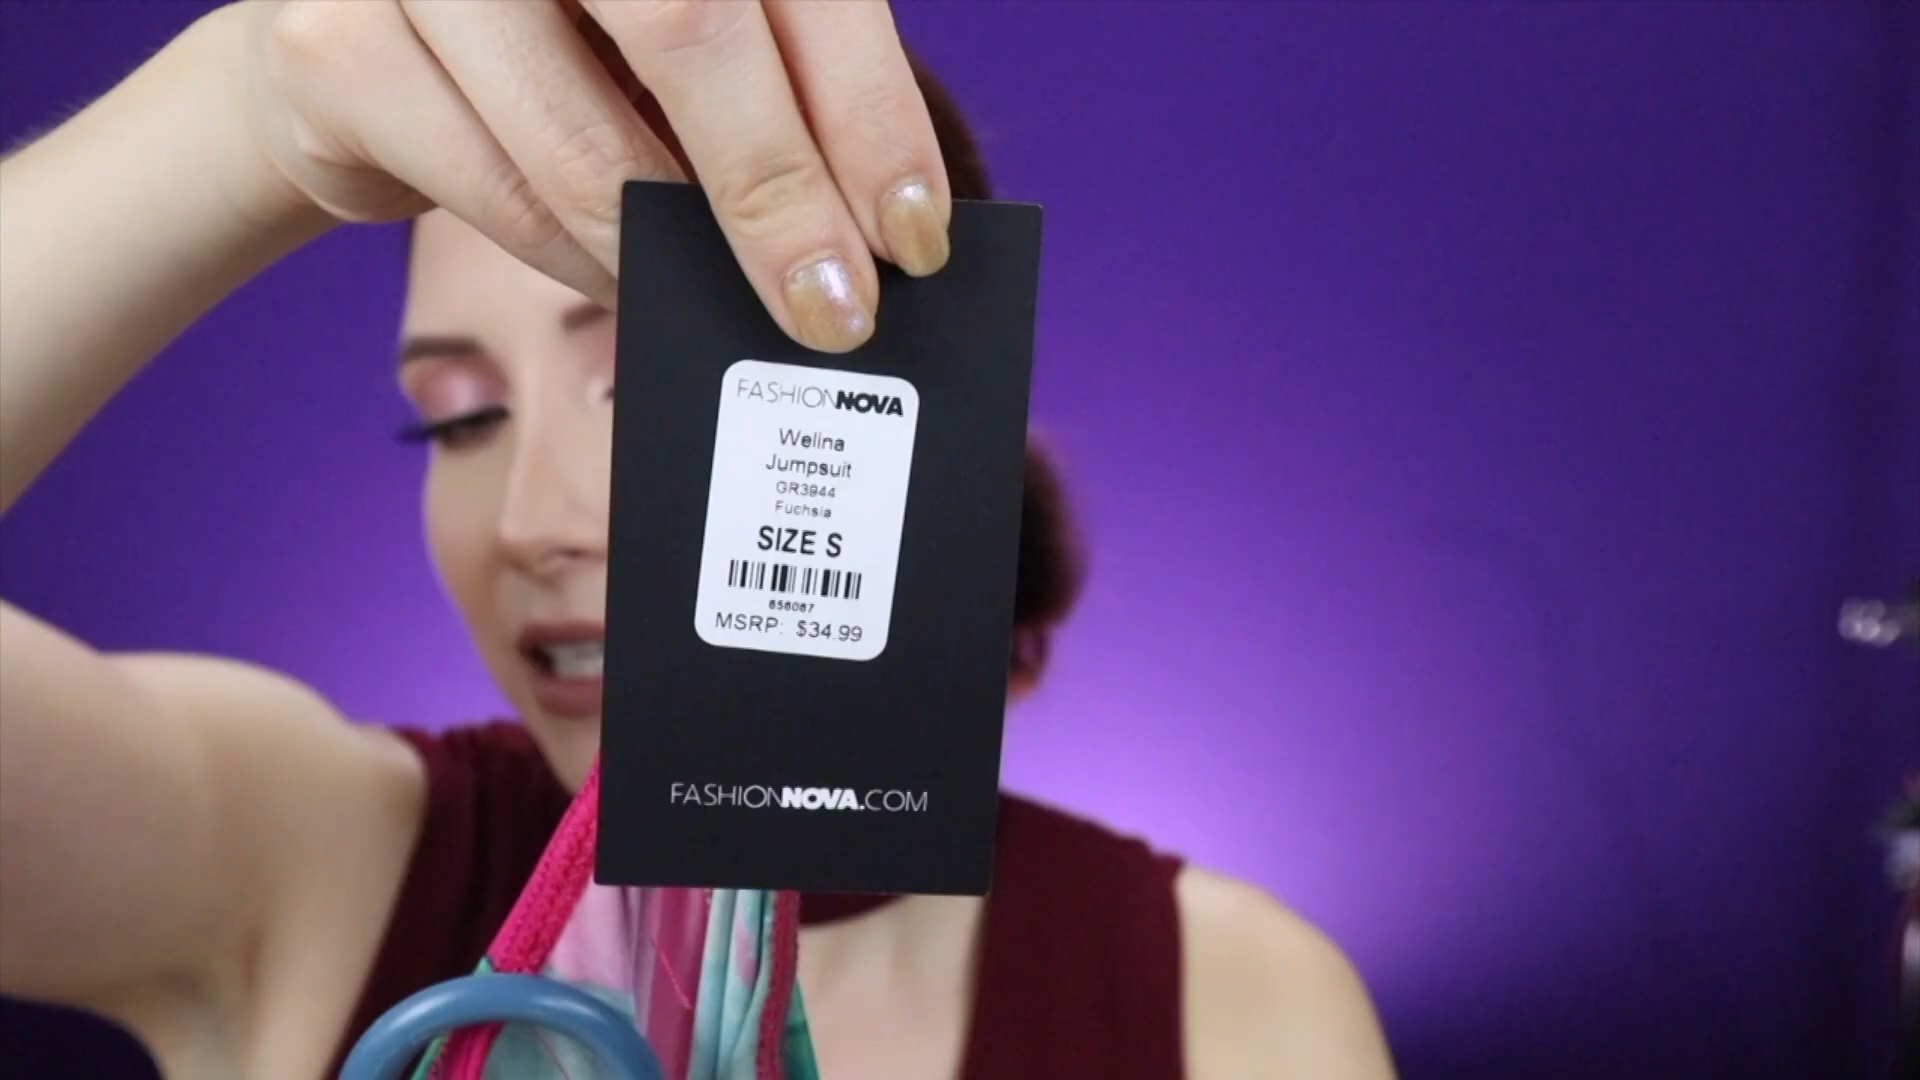 FASHIONNOVA
Welina
Jumpsuit
GR3944
Fuchsia
SIZE S
656067
MSRP: $34.99
FASHIONNOVA.COM